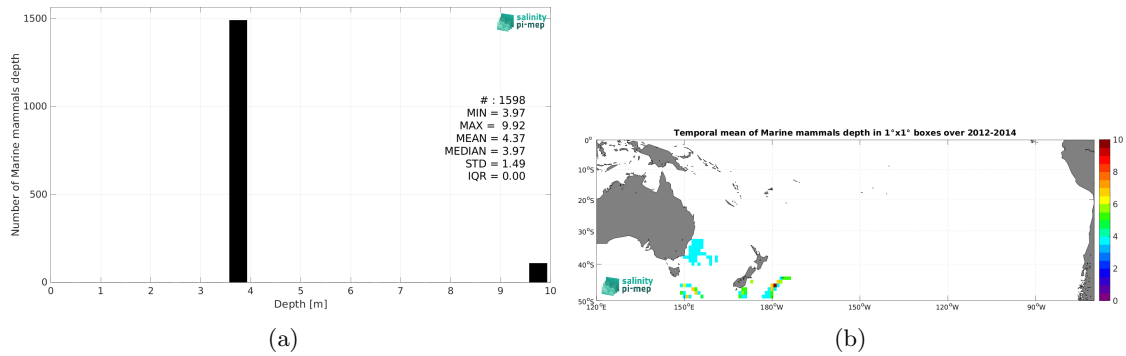 1500
1000
500
0
Number of Marine mammals depth
0 1 2 3 4 5 6 7 8 9 10
Depth [m]
salinity
pi-mep
# : 1598
MIN = 3.97
MAX = 9.92
MEAN = 4.37
MEDIAN = 3.97
STD = 1.49
IQR = 0.00
(a)
Temporal mean of Marine mammals depth in 1°x1° boxes over 2012-2014
0°
10°S
20°S
30°S
40°S
50°S
120°E 150°E 180°W 150°W 120°W 90°W
salinity
pi-mep
10
8
6
4
2
0
(b)